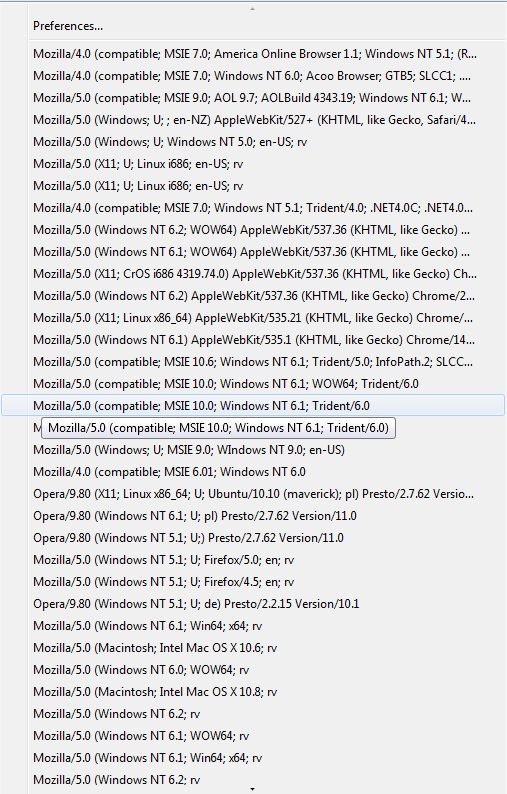 Preferences...
Mozilla/4.0 (compatible; MSIE 7.0; America Online Browser 1.1; Windows NT 5.1; (R...
Mozilla/4.0 (compatible; MSIE 7.0; Windows NT 6.0; Acoo Browser; GTB5; SLCC1; ....
Mozilla/5.0 (compatible; MSIE 9.0; AOL 9.7; AOLBuild 4343.19; Windows NT 6.1; W...
Mozilla/5.0 (Windows; U; ; en-NZ) AppleWebKit/527+ (KHTML, like Gecko, Safari/4...
Mozilla/5.0 (Windows; U; Windows NT 5.0; en-US; rv
Mozilla/5.0 (X11; U; Linux i686; en-US; rv
Mozilla/5.0 (X11; U; Linux i686; en-US; rv
Mozilla/4.0 (compatible; MSIE 7.0; Windows NT 5.1; Trident/4.0; .NET4.0C; .NET4.0...
Mozilla/5.0 (Windows NT 6.2; WOW64) AppleWebKit/537.36 (KHTML, like Gecko) ...
Mozilla/5.0 (Windows NT 6.1; WOW64) AppleWebKit/537.36 (KHTML, like Gecko) ...
Mozilla/5.0 (X11; CrOS i686 4319.74.0) AppleWebKit/537.36 (KHTML, like Gecko) Ch...
Mozilla/5.0 (Windows NT 6.2) AppleWebKit/537.36 (KHTML, like Gecko) Chrome/2...
Mozilla/5.0 (X11; Linux x86_64) AppleWebKit/535.21 (KHTML, like Gecko) Chrome/...
Mozilla/5.0 (Windows NT 6.1) AppleWebKit/535.1 (KHTML, like Gecko) Chrome/14...
Mozilla/5.0 (compatible; MSIE 10.6; Windows NT 6.1; Trident/5.0; InfoPath.2; SLCC...
Mozilla/5.0 (compatible; MSIE 10.0; Windows NT 6.1; WOW64; Trident/6.0
Mozilla/5.0 (compatible; MSIE 10.0; Windows NT 6.1; Trident/6.0
Mozilla/5.0 (compatible; MSIE 10.0; Windows NT 6.1; Trident/6.0)
Mozilla/5.0 (Windows; U; MSIE 9.0; WIndows NT 9.0; en-US)
Mozilla/4.0 (compatible; MSIE 6.01; Windows NT 6.0
Opera/9.80 (X11; Linux x86_64; U; Ubuntu/10.10 (maverick); pl) Presto/2.7.62 Versio...
Opera/9.80 (Windows NT 6.1; U; pl) Presto/2.7.62 Version/11.0
Opera/9.80 (Windows NT 5.1; U;) Presto/2.7.62 Version/11.0
Mozilla/5.0 (Windows NT 5.1; U; Firefox/5.0; en; rv
Mozilla/5.0 (Windows NT 5.1; U; Firefox/4.5; en; rv
Opera/9.80 (Windows NT 5.1; U; de) Presto/2.2.15 Version/10.1
Mozilla/5.0 (Windows NT 6.1; Win64; x64; rv
Mozilla/5.0 (Macintosh; Intel Mac OS X 10.6; rv
Mozilla/5.0 (Windows NT 6.0; WOW64; rv
Mozilla/5.0 (Macintosh; Intel Mac OS X 10.8; rv
Mozilla/5.0 (Windows NT 6.2; rv
Mozilla/5.0 (Windows NT 6.1; WOW64; rv
Mozilla/5.0 (Windows NT 6.1; Win64; x64; rv
Mozilla/5.0 (Windows NT 6.2; rv